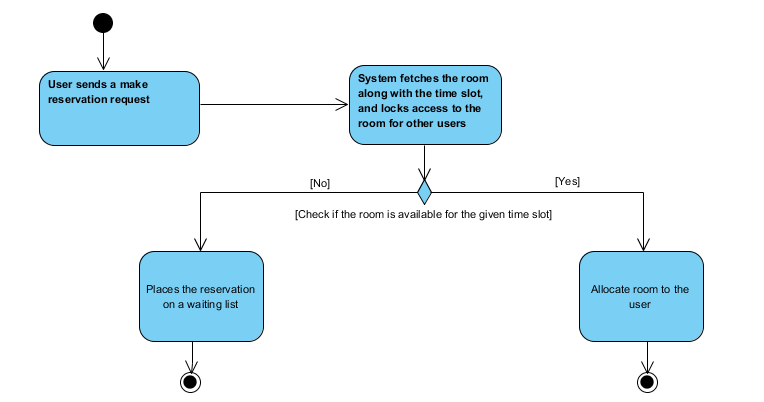 User sends a make
reservation request
System fetches the room
along with the time slot,
and locks access to the
room for other users
[No]
[Yes]
[Check if the room is available for the given time slot]
Places the reservation
on a waiting list
Allocate room to the
user